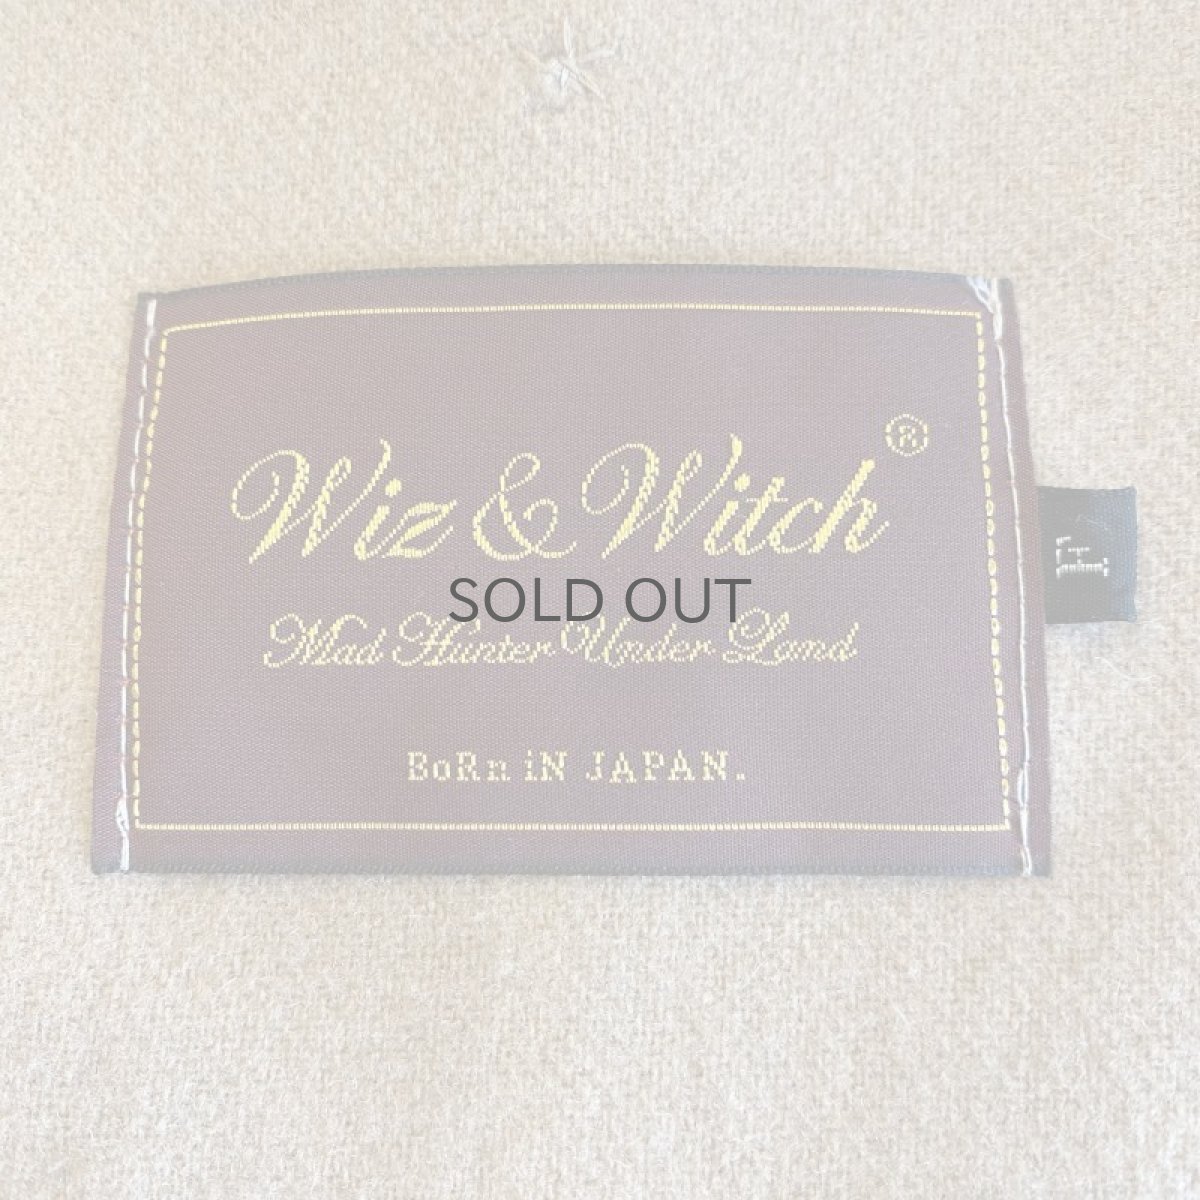 Wiz & Witch ®
SOLD OUT
Mad Hunter Under Land
BoRn iN JAPAN.